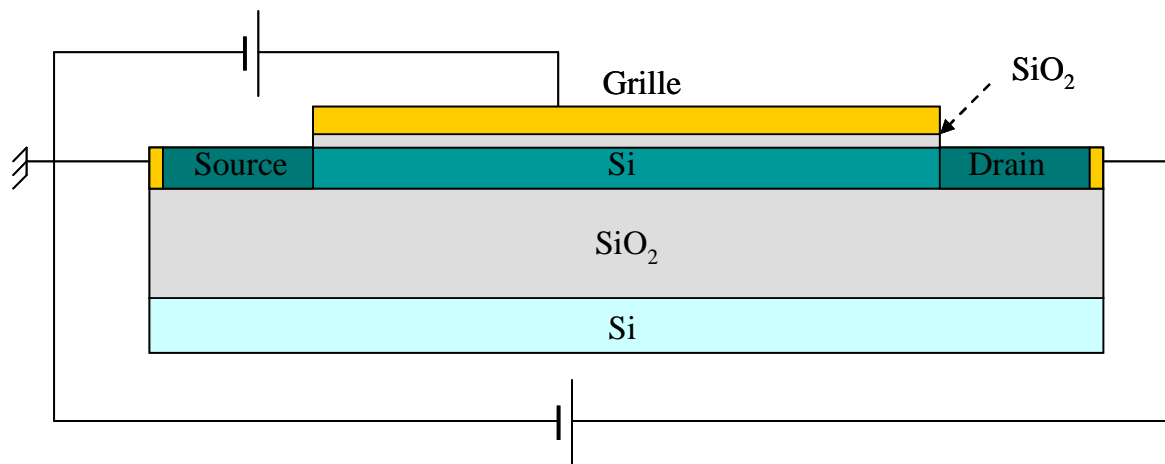 Grille
SiO₂
Source
Si
Drain
SiO₂
Si